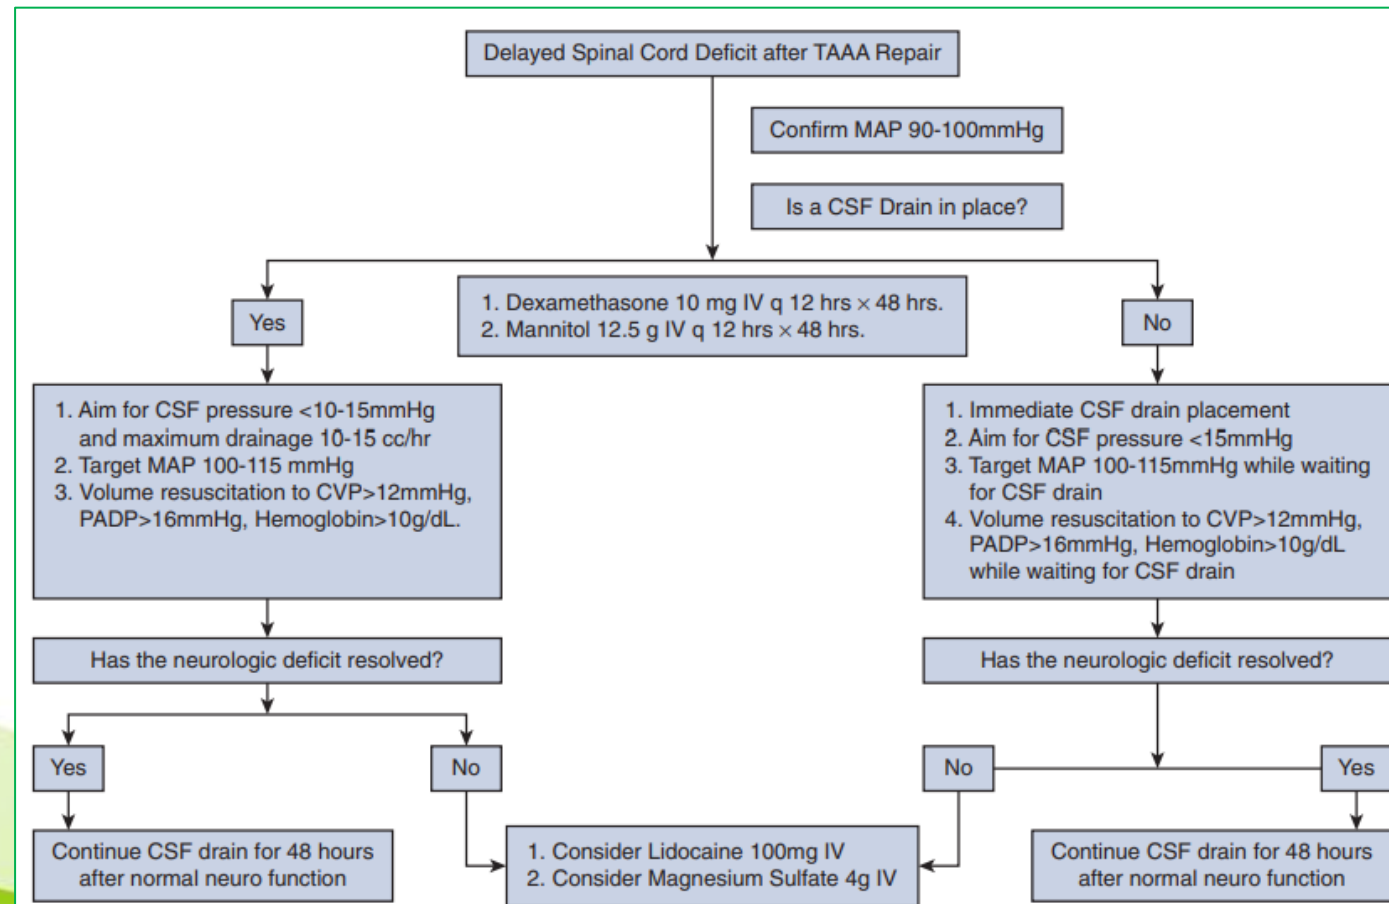 Delayed Spinal Cord Deficit after TAAA Repair
Confirm MAP 90-100mmHg
Is a CSF Drain in place?
Yes
1. Dexamethasone 10 mg IV q 12 hrs × 48 hrs.
2. Mannitol 12.5 g IV q 12 hrs × 48 hrs.
No
1. Aim for CSF pressure <10-15mmHg
and maximum drainage 10-15 cc/hr
2. Target MAP 100-115 mmHg
3. Volume resuscitation to CVP>12mmHg,
PADP>16mmHg, Hemoglobin>10g/dL.
1. Immediate CSF drain placement
2. Aim for CSF pressure <15mmHg
3. Target MAP 100-115mmHg while waiting
for CSF drain
4. Volume resuscitation to CVP>12mmHg,
PADP>16mmHg, Hemoglobin>10g/dL
while waiting for CSF drain
Has the neurologic deficit resolved?
Has the neurologic deficit resolved?
Yes
No
No
Yes
Continue CSF drain for 48 hours
after normal neuro function
1. Consider Lidocaine 100mg IV
2. Consider Magnesium Sulfate 4g IV
Continue CSF drain for 48 hours
after normal neuro function